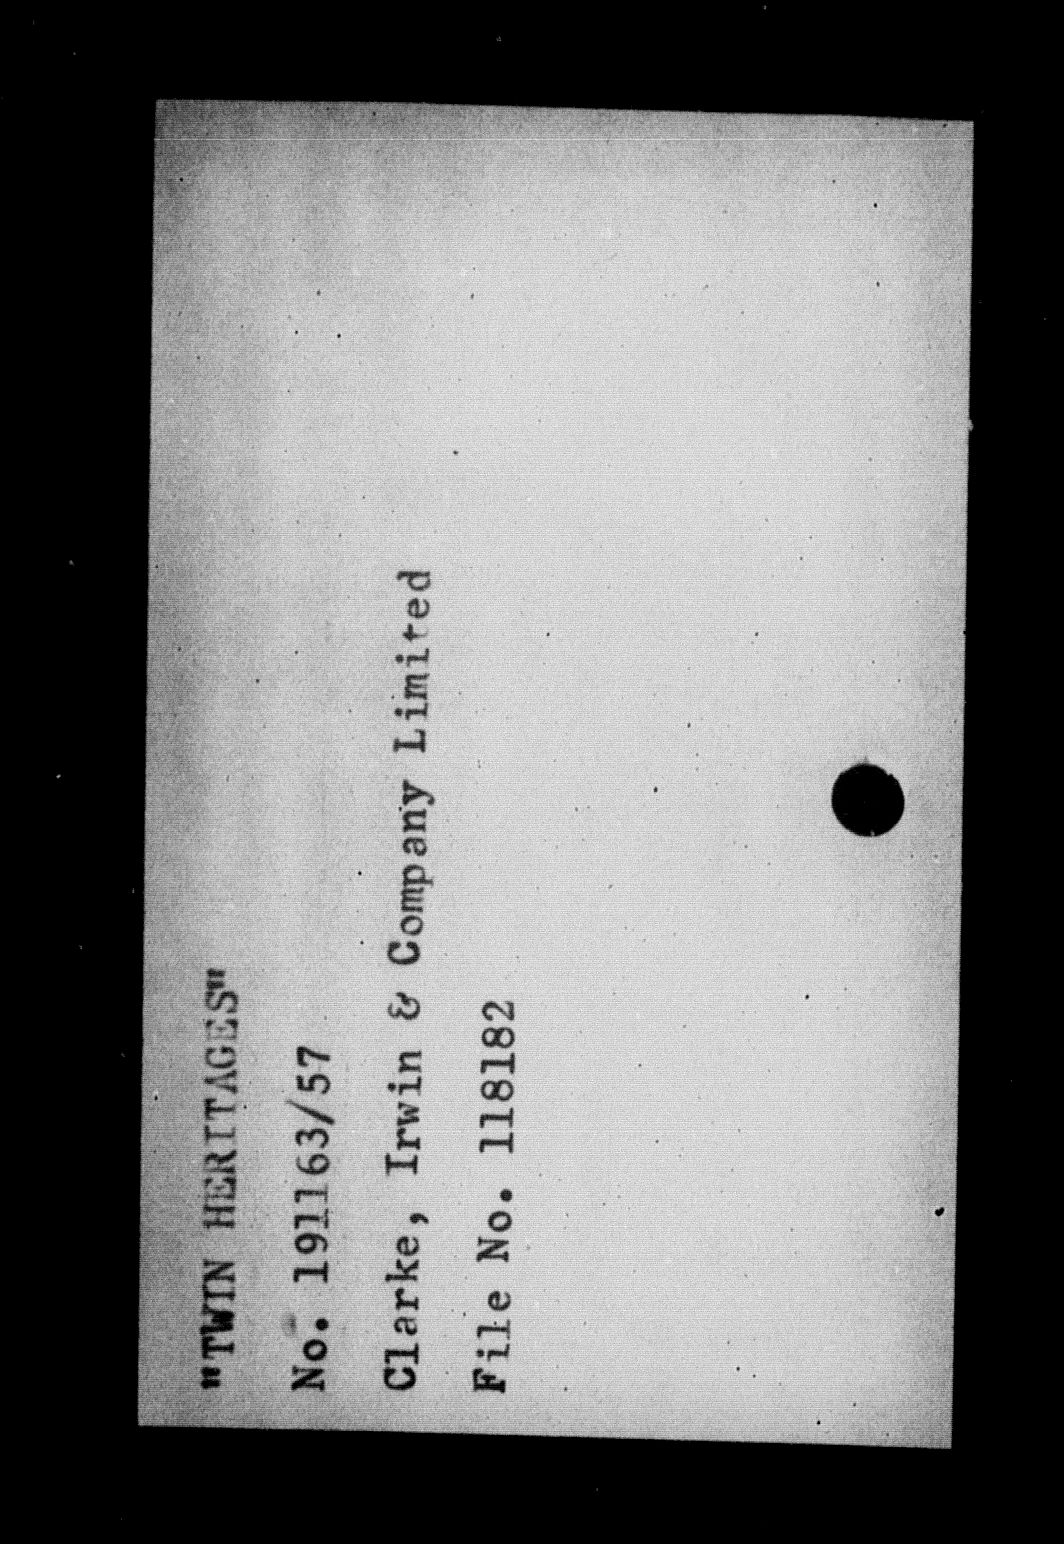 "TWIN HERITAGES"
No. 191163/57
Clarke, Irwin & Company Limited
File No. 118182